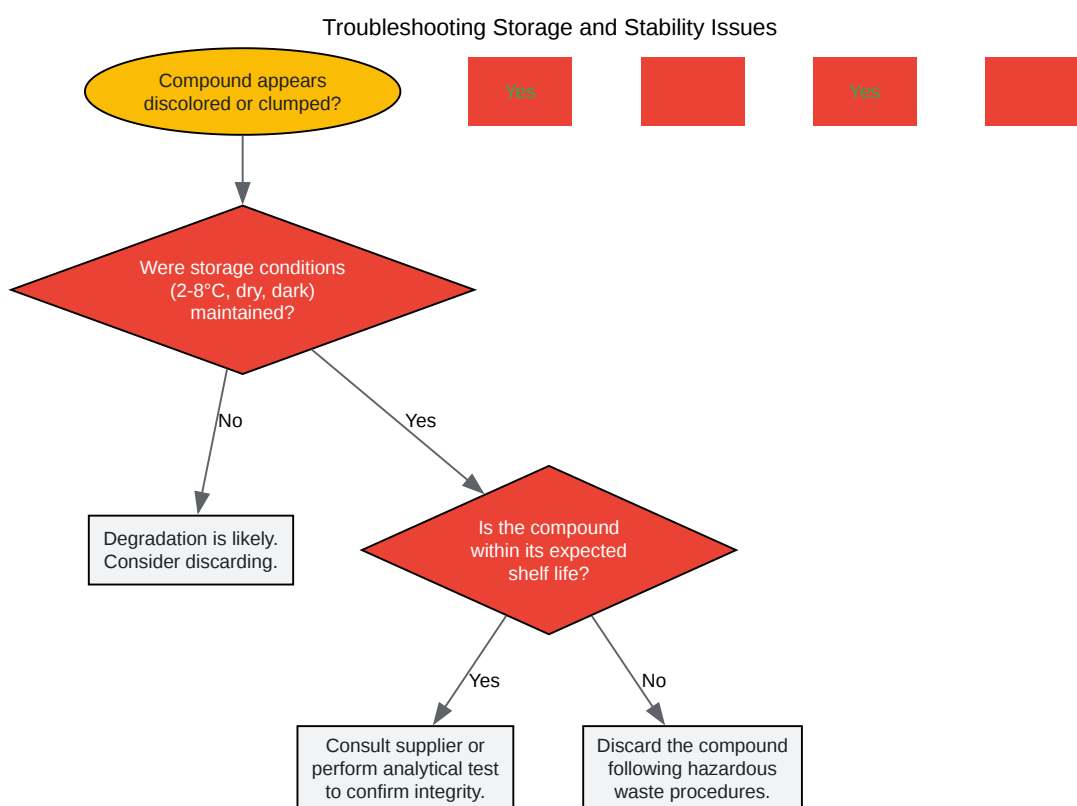 Troubleshooting Storage and Stability Issues
Compound appears
discolored or clumped?
Yes
Yes
Were storage conditions
(2-8°C, dry, dark)
maintained?
No
Yes
Degradation is likely.
Consider discarding.
Is the compound
within its expected
shelf life?
Yes
No
Consult supplier or
perform analytical test
to confirm integrity.
Discard the compound
following hazardous
waste procedures.